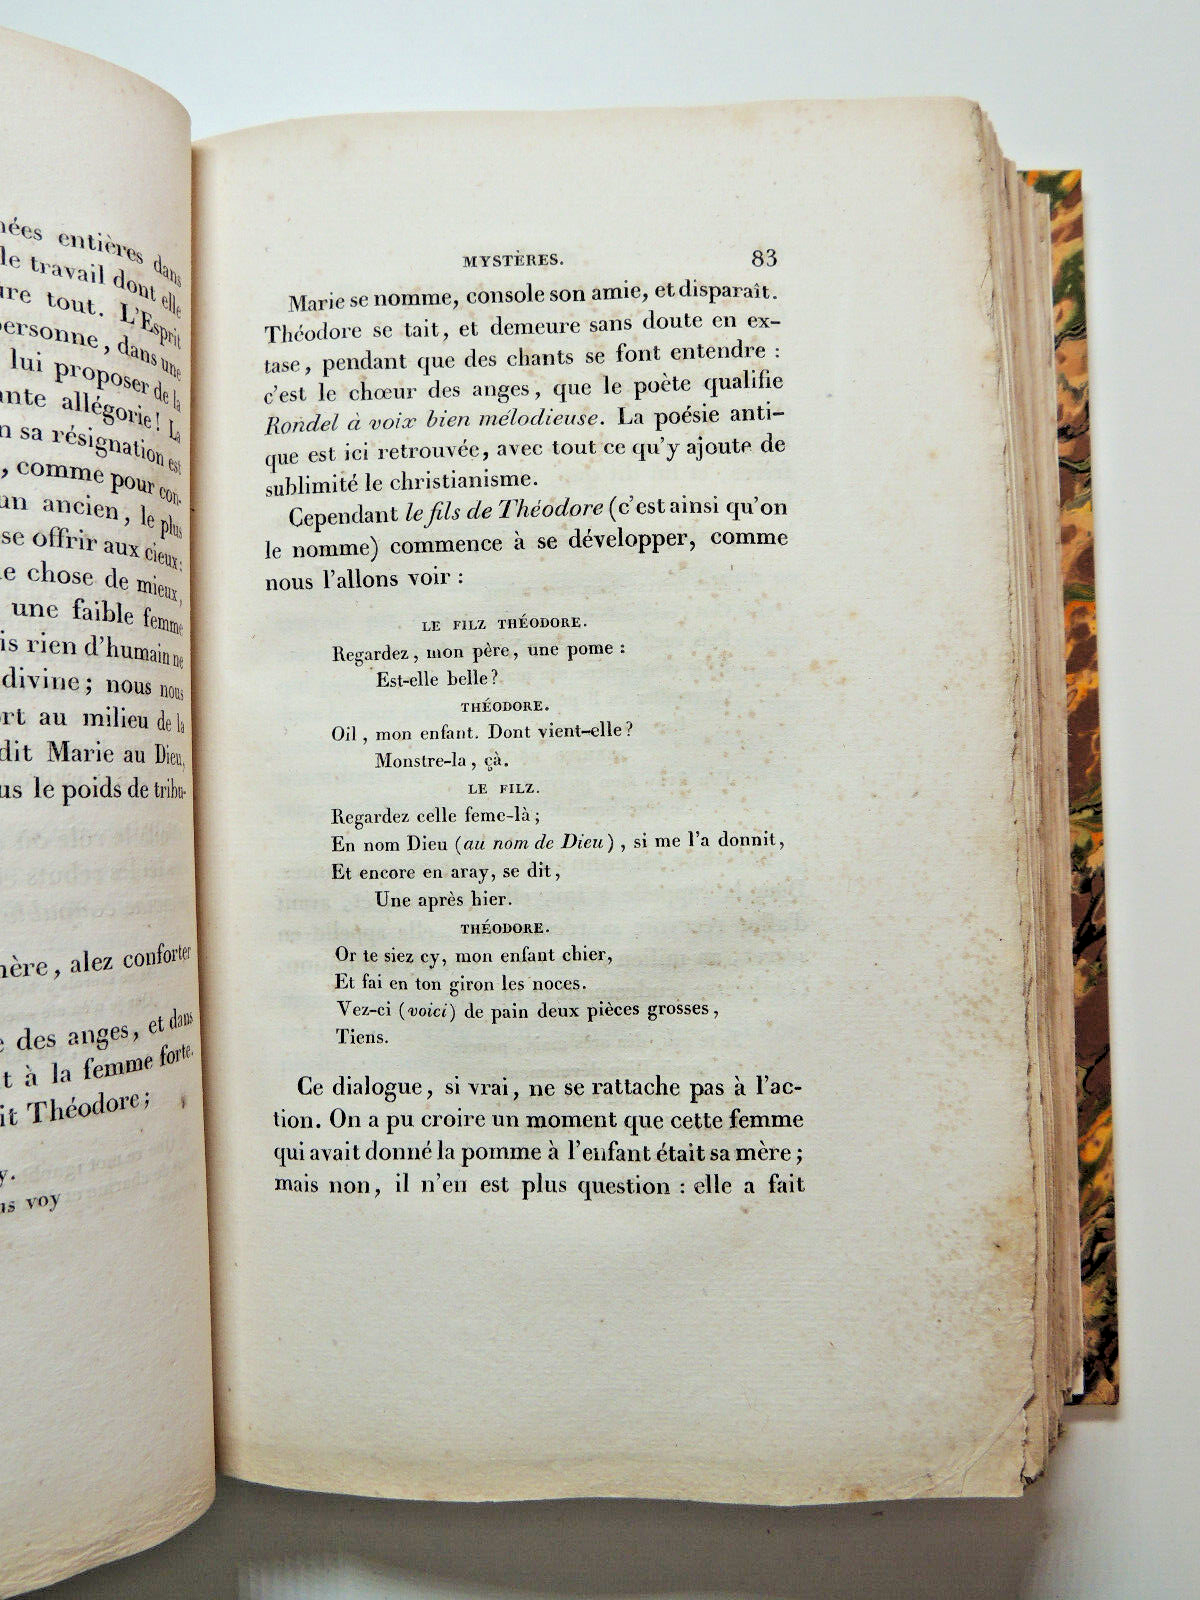 entières dans
le travail dont elle
tout. L'Esprit
dans une
lui proposer de la
allégorie! La
sa résignation est
, comme pour con-
ancien, le plus
se offrir aux cieux:
chose de mieux,
une faible femme
rien d'humain ne
divine; nous nous
au milieu de la
dit Marie au Dieu,
le poids de tribu-
alez conforter
des anges, et dans
à la femme forte.
Théodore;
voy
MYSTÈRES. 83
Marie se nomme, console son amie, et disparaît.
Théodore se tait, et demeure sans doute en ex-
tase, pendant que des chants se font entendre :
c'est le chœur des anges, que le poète qualifie
Rondel à voix bien mélodieuse. La poésie anti-
que est ici retrouvée, avec tout ce qu'y ajoute de
sublimité le christianisme.
Cependant le fils de Théodore (c'est ainsi qu'on
le nomme) commence à se développer, comme
nous l'allons voir :
LE FILZ THÉODORE.
Regardez, mon père, une pome :
Est-elle belle?
THÉODORE.
Oïl, mon enfant. Dont vient-elle?
Monstre-la, çà.
LE FILZ.
Regardez celle feme-là;
En nom Dieu (au nom de Dieu), si me l'a donnit,
Et encore en aray, se dit,
Une après hier.
THÉODORE.
Or te siez cy, mon enfant chier,
Et fai en ton giron les noces.
Vez-ci (voici) de pain deux pièces grosses,
Tiens.
Ce dialogue, si vrai, ne se rattache pas à l'ac-
tion. On a pu croire un moment que cette femme
qui avait donné la pomme à l'enfant était sa mère;
mais non, il n'en est plus question : elle a fait